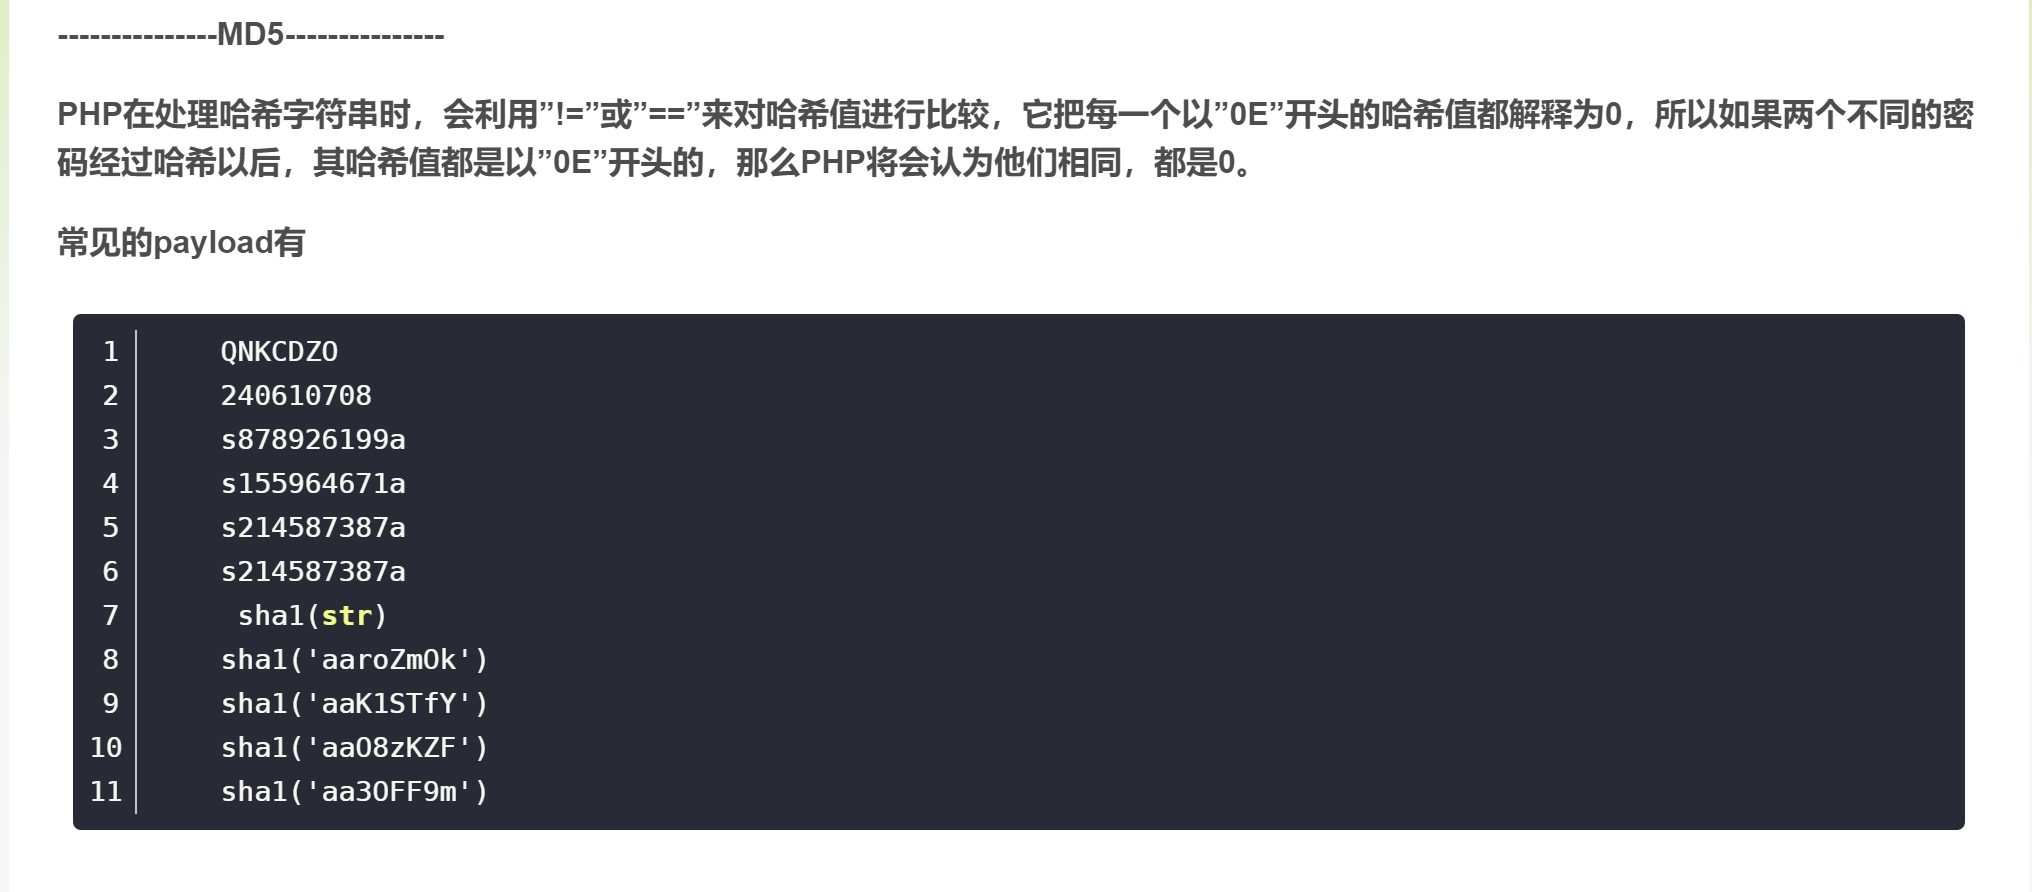 ---------------MD5---------------
PHP在处理哈希字符串时，会利用”!=”或”==”来对哈希值进行比较，它把每一个以”0E”开头的哈希值都解释为0，所以如果两个不同的密
码经过哈希以后，其哈希值都是以”0E”开头的，那么PHP将会认为他们相同，都是0。
常见的payload有
1 QNKCDZO
2 240610708
3 s878926199a
4 s155964671a
5 s214587387a
6 s214587387a
7 sha1(str)
8 sha1('aaroZmOk')
9 sha1('aaK1STfY')
10 sha1('aaO8zKZF')
11 sha1('aa3OFF9m')